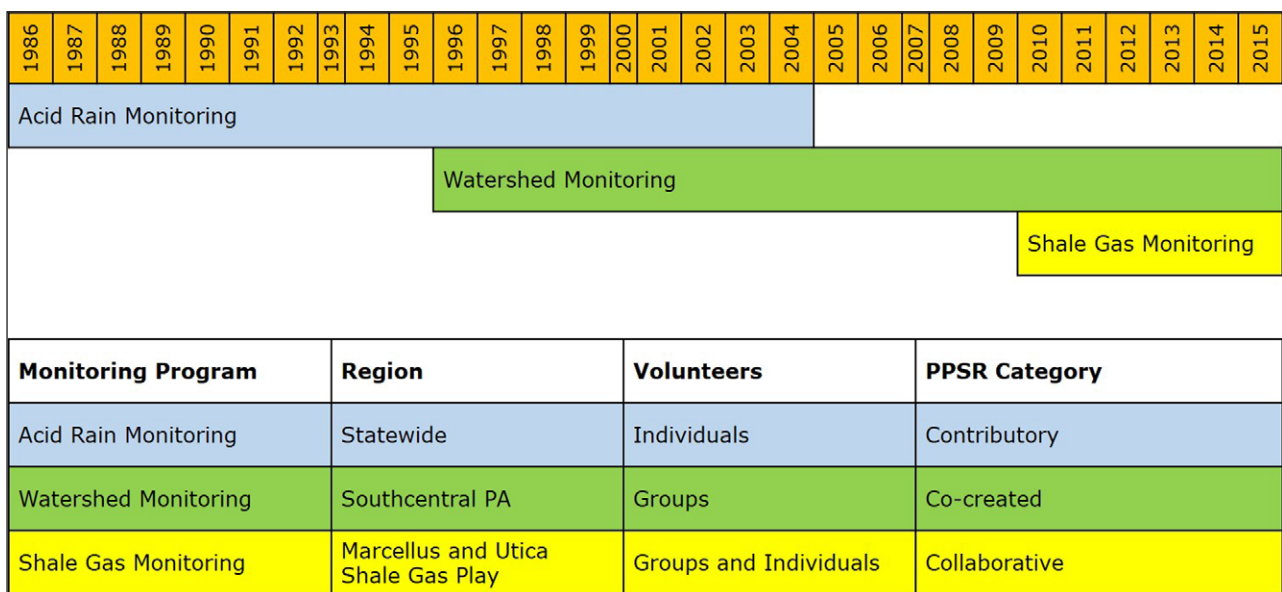 1986 1987 1988 1989 1990 1991 1992 1993 1994 1995 1996 1997 1998 1999 2000 2001 2002 2003 2004 2005 2006 2007 2008 2009 2010 2011 2012 2013 2014 2015
Acid Rain Monitoring
Watershed Monitoring
Shale Gas Monitoring
Monitoring Program Region Volunteers PPSR Category
Acid Rain Monitoring Statewide Individuals Contributory
Watershed Monitoring Southcentral PA Groups Co-created
Shale Gas Monitoring Marcellus and Utica
Shale Gas Play Groups and Individuals Collaborative